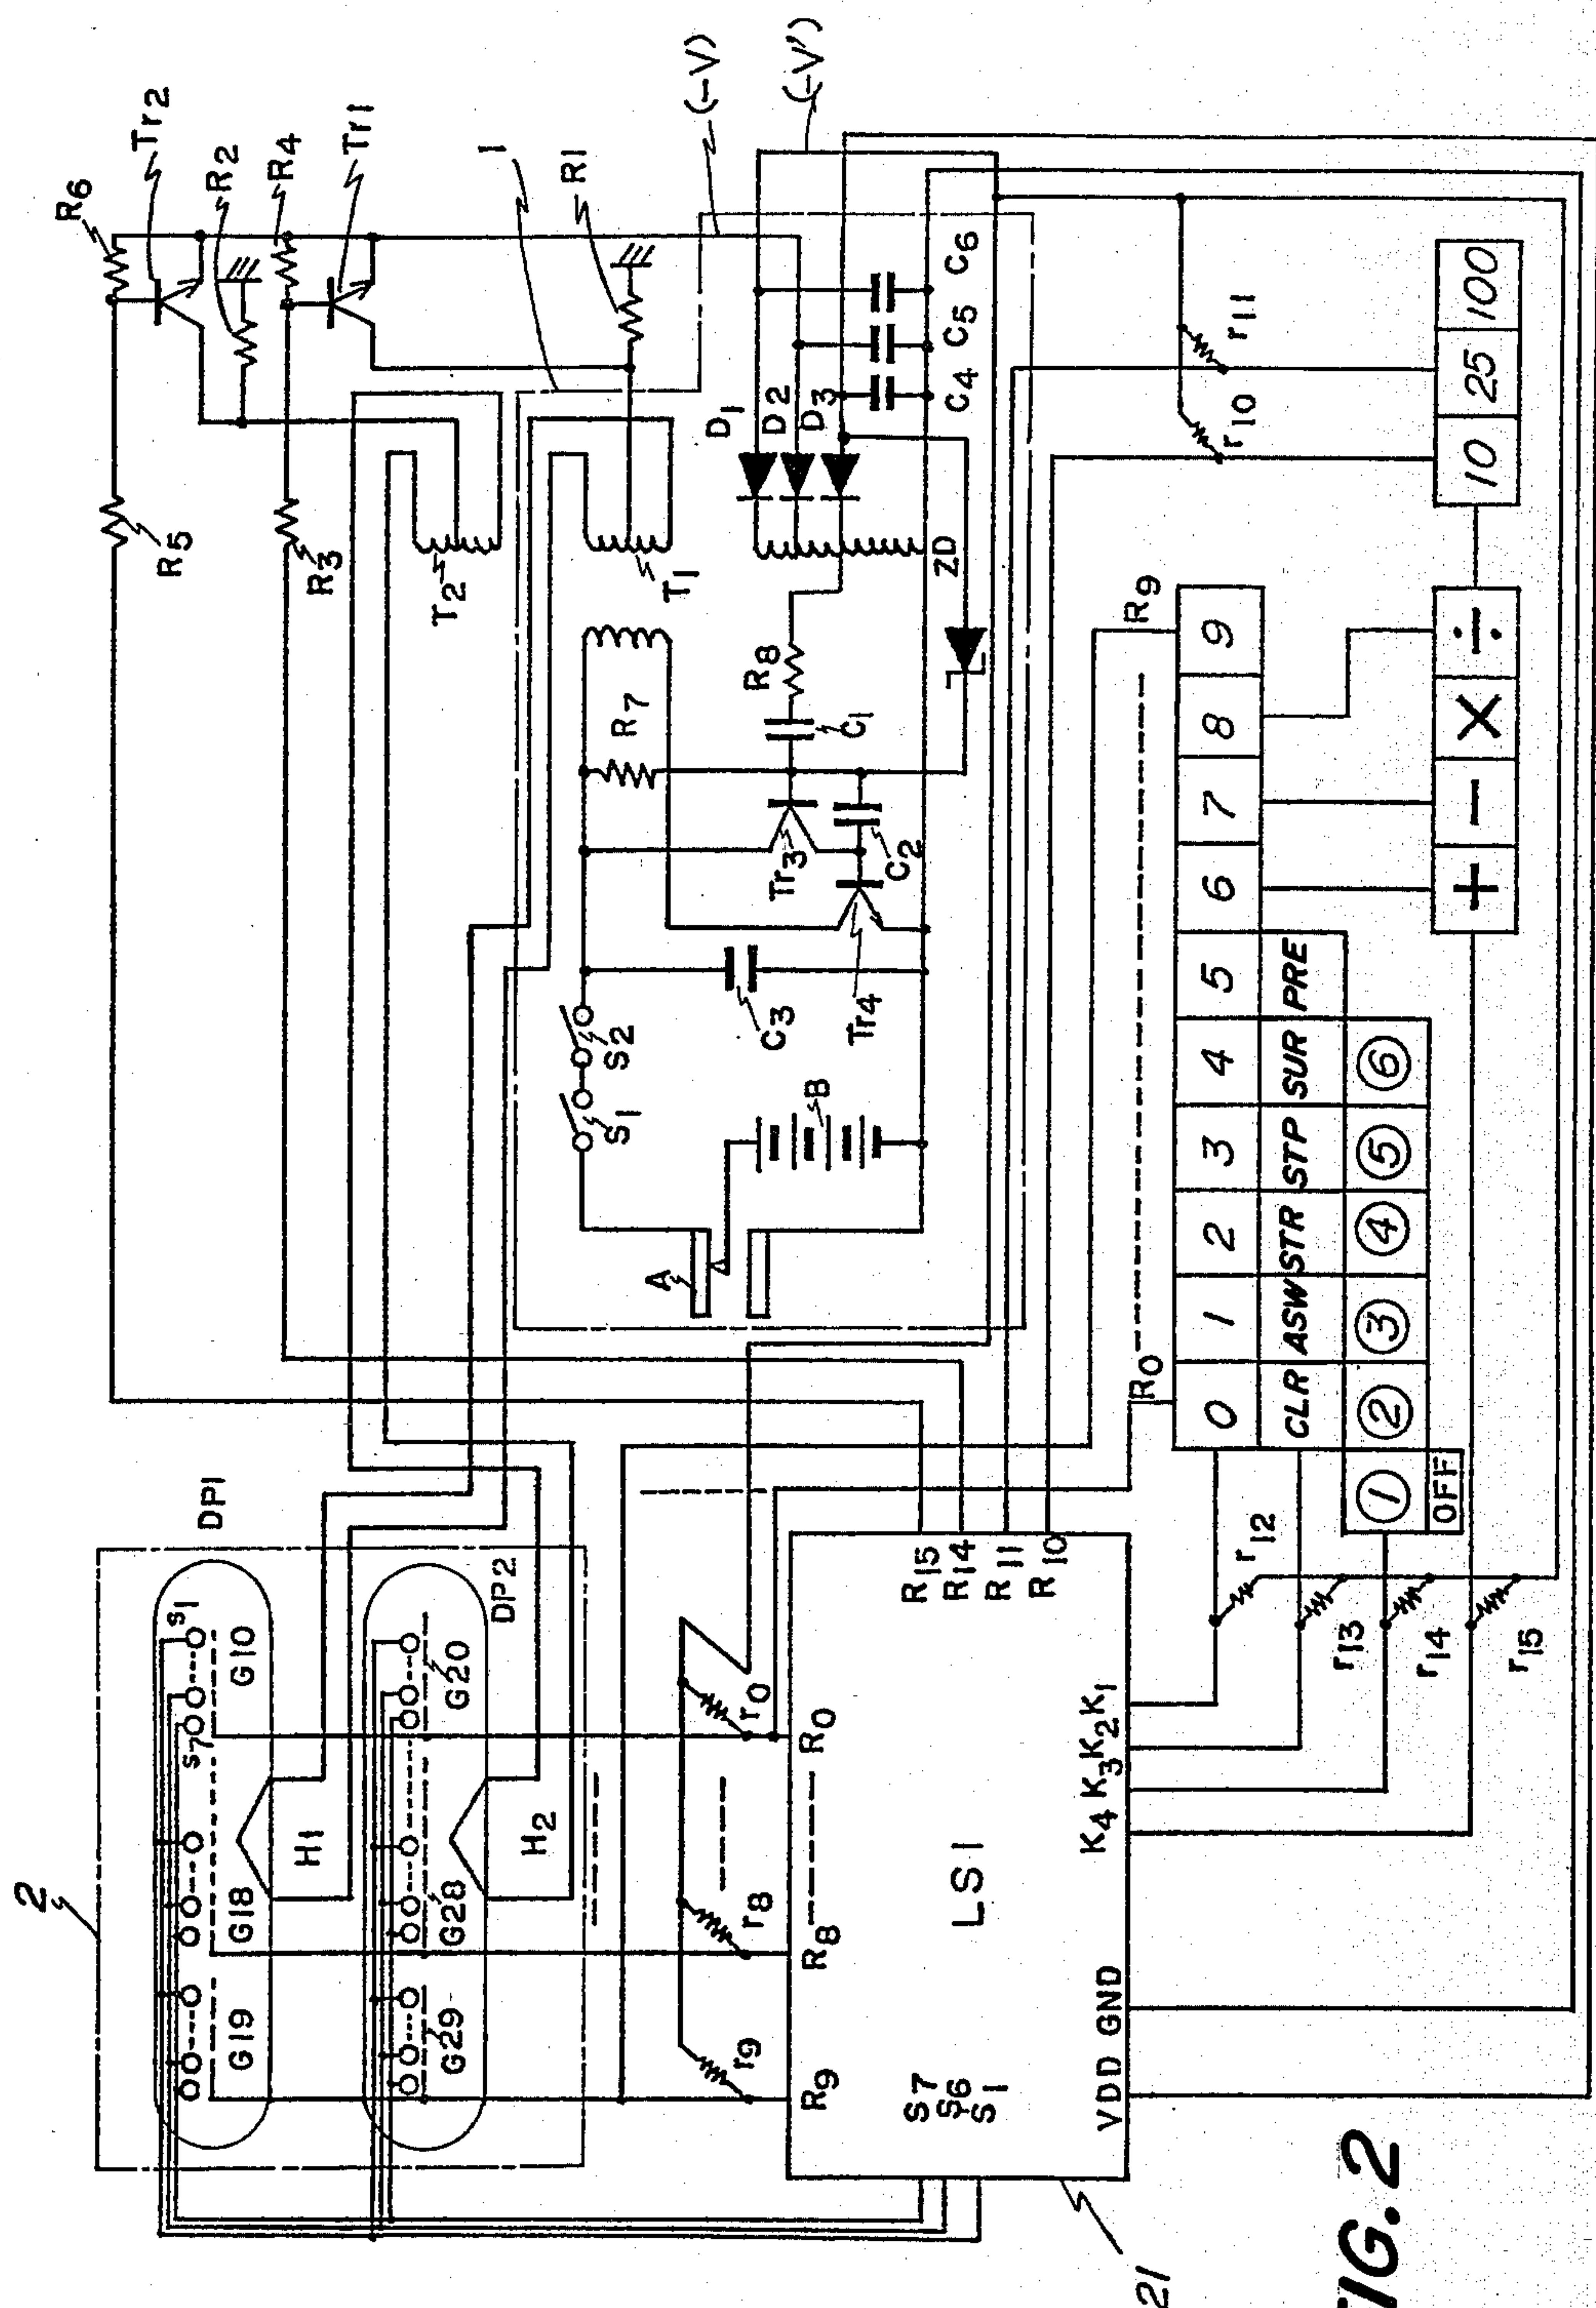 2
DP1
S1
S7
G10
G18
G19
H1
DP2
G20
G28
G29
H2
R5
R6
Tr2
R2
R4
Tr1
R3
T2
1
R1
T1
(-V)
(-V')
D1
D2
D3
C4
C5
C6
ZD
R7
R8
C1
Tr3
C2
Tr4
C3
S1
S2
A
B
r9
r8
r0
R9
R8
R0
R15
R14
R11
R10
S7
S6
S1
LSI
VDD GND
K4 K3 K2 K1
21
r10
r11
r12
r13
r14
r15
R0
R9
0 1 2 3 4 5 6 7 8 9
CLR ASW STR STP SUR PRE
① ② ③ ④ ⑤ ⑥
OFF
+ − × ÷
10 25 100
FIG. 2